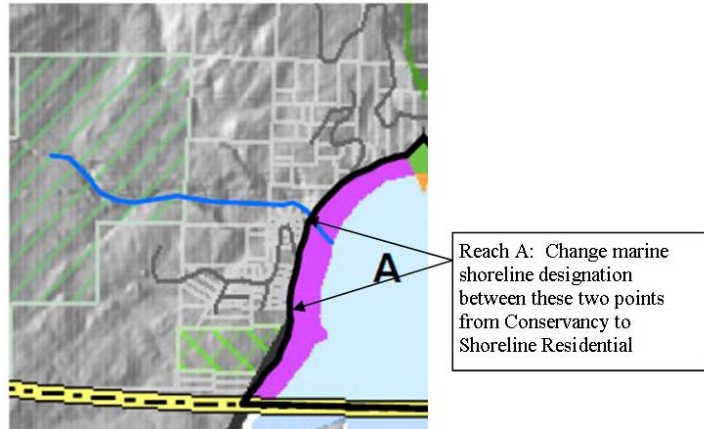 A
Reach A: Change marine
shoreline designation
between these two points
from Conservancy to
Shoreline Residential